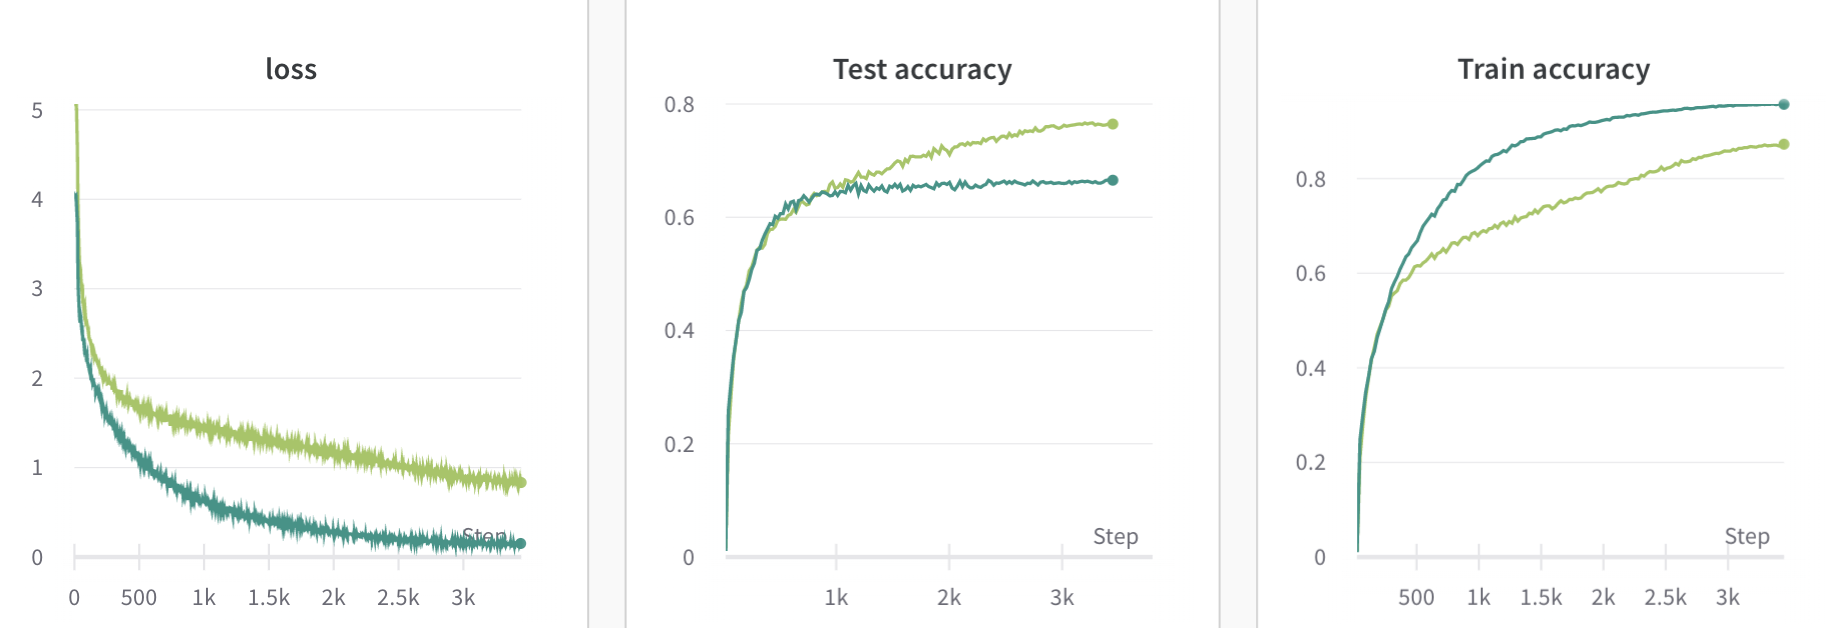 loss
5
4
3
2
1
0
Step
0 500 1k 1.5k 2k 2.5k 3k
Test accuracy
0.8
0.6
0.4
0.2
0
Step
1k 2k 3k
Train accuracy
0.8
0.6
0.4
0.2
0
Step
500 1k 1.5k 2k 2.5k 3k